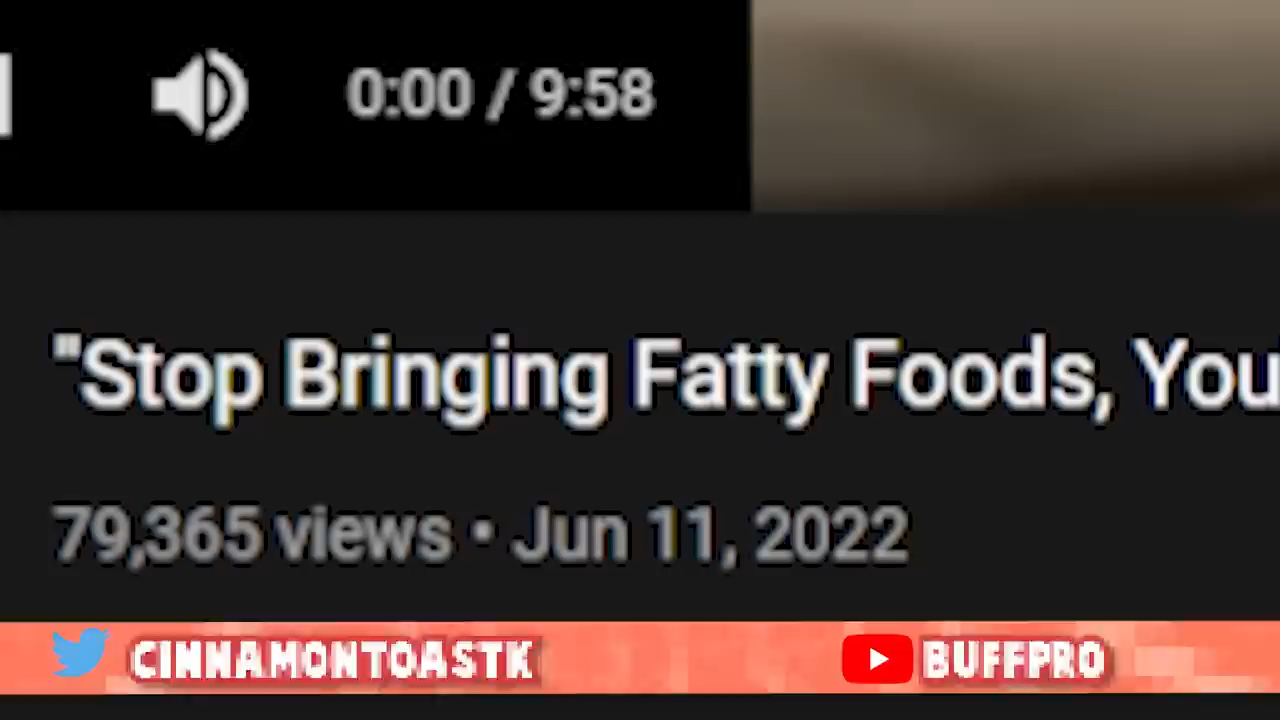 0:00 / 9:58
"Stop Bringing Fatty Foods, You
79,365 views • Jun 11, 2022
CINNAMONTOASTK BUFFPRO